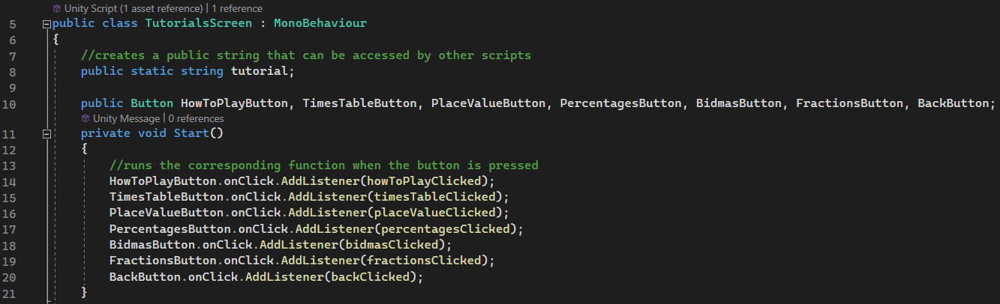 Unity Script (1 asset reference) | 1 reference
5 public class TutorialsScreen : MonoBehaviour
6 {
7 //creates a public string that can be accessed by other scripts
8 public static string tutorial;
9
10 public Button HowToPlayButton, TimesTableButton, PlaceValueButton, PercentagesButton, BidmasButton, FractionsButton, BackButton;
Unity Message | 0 references
11 private void Start()
12 {
13 //runs the corresponding function when the button is pressed
14 HowToPlayButton.onClick.AddListener(howToPlayClicked);
15 TimesTableButton.onClick.AddListener(timesTableClicked);
16 PlaceValueButton.onClick.AddListener(placeValueClicked);
17 PercentagesButton.onClick.AddListener(percentagesClicked);
18 BidmasButton.onClick.AddListener(bidmasClicked);
19 FractionsButton.onClick.AddListener(fractionsClicked);
20 BackButton.onClick.AddListener(backClicked);
21 }